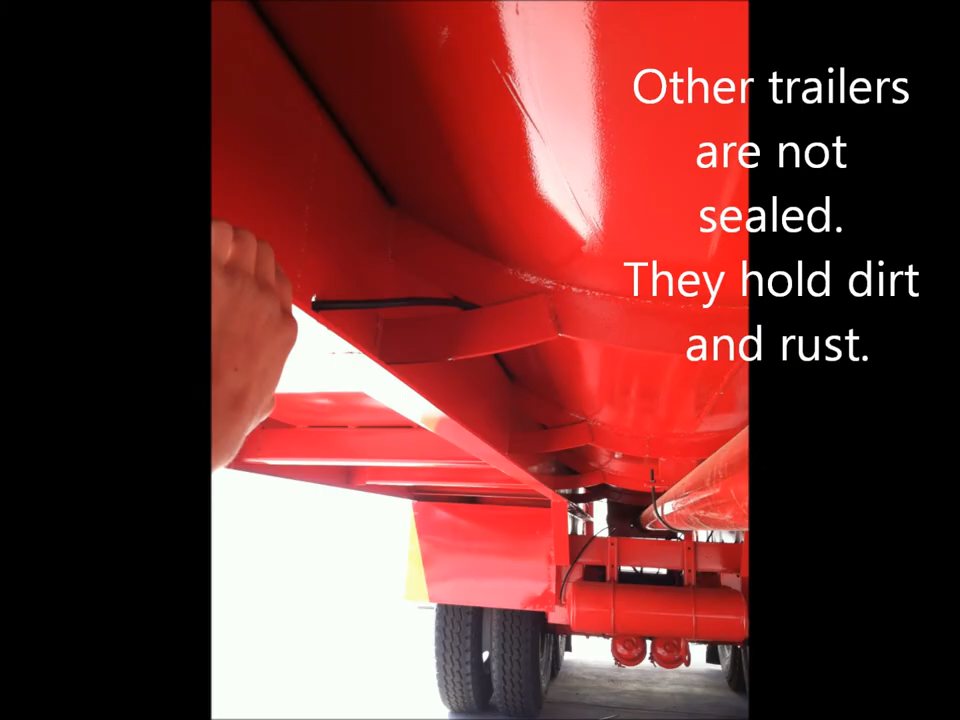 Other trailers
are not
sealed.
They hold dirt
and rust.